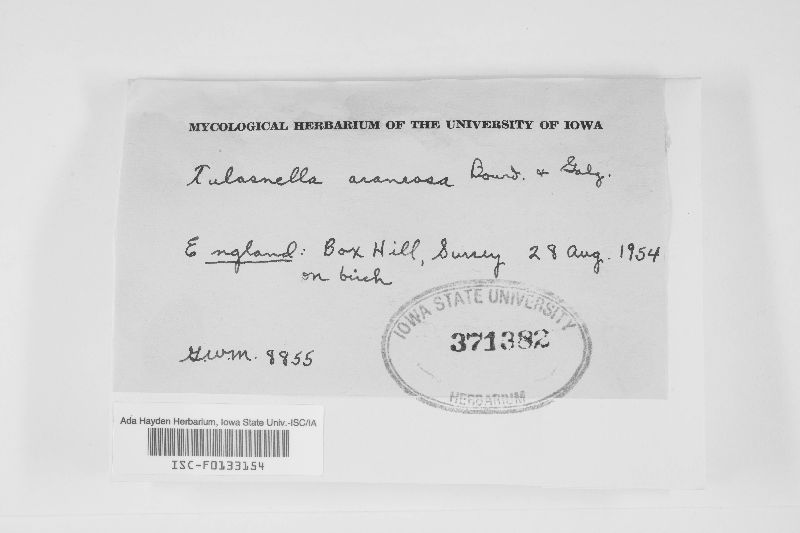 MYCOLOGICAL HERBARIUM OF THE UNIVERSITY OF IOWA
Tulasnella araneosa Bourd. & Galz.
England: Box Hill, Surrey 28 Aug. 1954
on birch
IOWA STATE UNIVERSITY
371382
HERBARIUM
G.W.M. 8855
Ada Hayden Herbarium, Iowa State Univ.-ISC/IA
ISC-F0133154